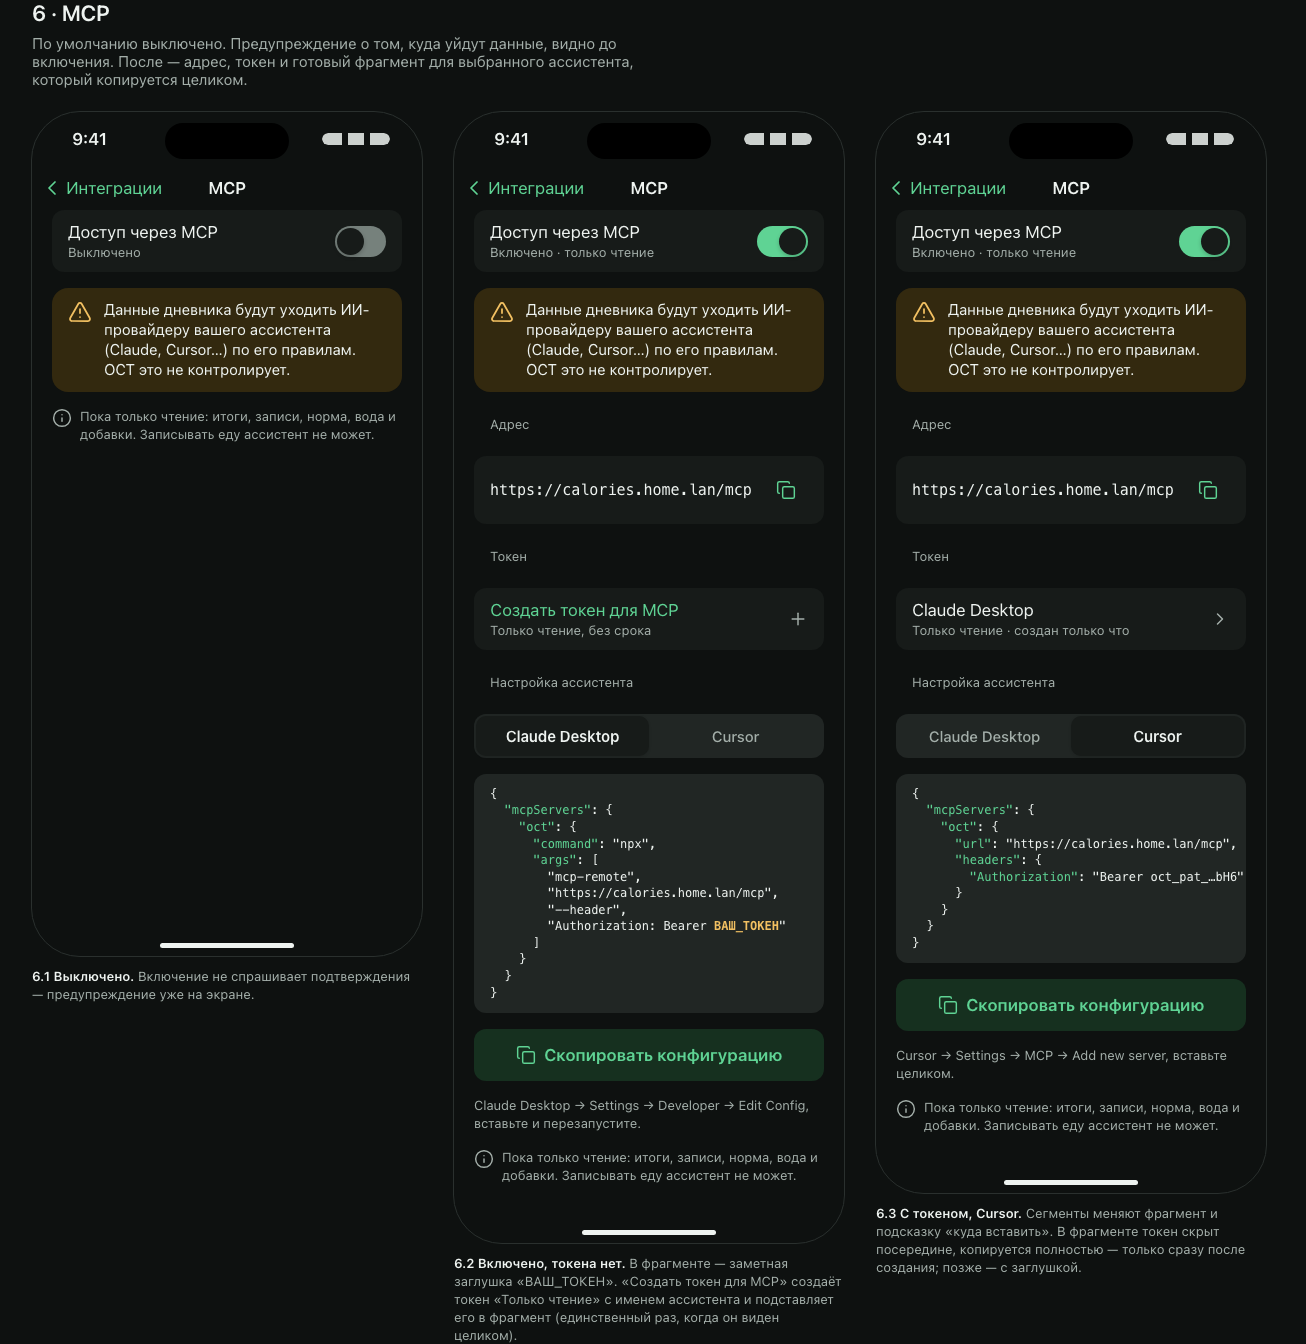 6 · MCP
По умолчанию выключено. Предупреждение о том, куда уйдут данные, видно до
включения. После — адрес, токен и готовый фрагмент для выбранного ассистента,
который копируется целиком.
9:41
Интеграции
MCP
Доступ через MCP
Выключено
Данные дневника будут уходить ИИ-
провайдеру вашего ассистента
(Claude, Cursor…) по его правилам.
ОСТ это не контролирует.
Пока только чтение: итоги, записи, норма, вода и
добавки. Записывать еду ассистент не может.
6.1 Выключено. Включение не спрашивает подтверждения
— предупреждение уже на экране.
9:41
Интеграции
MCP
Доступ через MCP
Включено · только чтение
Данные дневника будут уходить ИИ-
провайдеру вашего ассистента
(Claude, Cursor…) по его правилам.
ОСТ это не контролирует.
Адрес
https://calories.home.lan/mcp
Токен
Создать токен для MCP
Только чтение, без срока
Настройка ассистента
Claude Desktop
Cursor
{
"mcpServers": {
"oct": {
"command": "npx",
"args": [
"mcp-remote",
"https://calories.home.lan/mcp",
"--header",
"Authorization: Bearer ВАШ_ТОКЕН"
]
}
}
}
Скопировать конфигурацию
Claude Desktop → Settings → Developer → Edit Config,
вставьте и перезапустите.
Пока только чтение: итоги, записи, норма, вода и
добавки. Записывать еду ассистент не может.
6.2 Включено, токена нет. В фрагменте — заметная
заглушка «ВАШ_ТОКЕН». «Создать токен для MCP» создаёт
токен «Только чтение» с именем ассистента и подставляет
его в фрагмент (единственный раз, когда он виден
целиком).
9:41
Интеграции
MCP
Доступ через MCP
Включено · только чтение
Данные дневника будут уходить ИИ-
провайдеру вашего ассистента
(Claude, Cursor…) по его правилам.
ОСТ это не контролирует.
Адрес
https://calories.home.lan/mcp
Токен
Claude Desktop
Только чтение · создан только что
Настройка ассистента
Claude Desktop
Cursor
{
"mcpServers": {
"oct": {
"url": "https://calories.home.lan/mcp",
"headers": {
"Authorization": "Bearer oct_pat_…bH6"
}
}
}
}
Скопировать конфигурацию
Cursor → Settings → MCP → Add new server, вставьте
целиком.
Пока только чтение: итоги, записи, норма, вода и
добавки. Записывать еду ассистент не может.
6.3 С токеном, Cursor. Сегменты меняют фрагмент и
подсказку «куда вставить». В фрагменте токен скрыт
посередине, копируется полностью — только сразу после
создания; позже — с заглушкой.